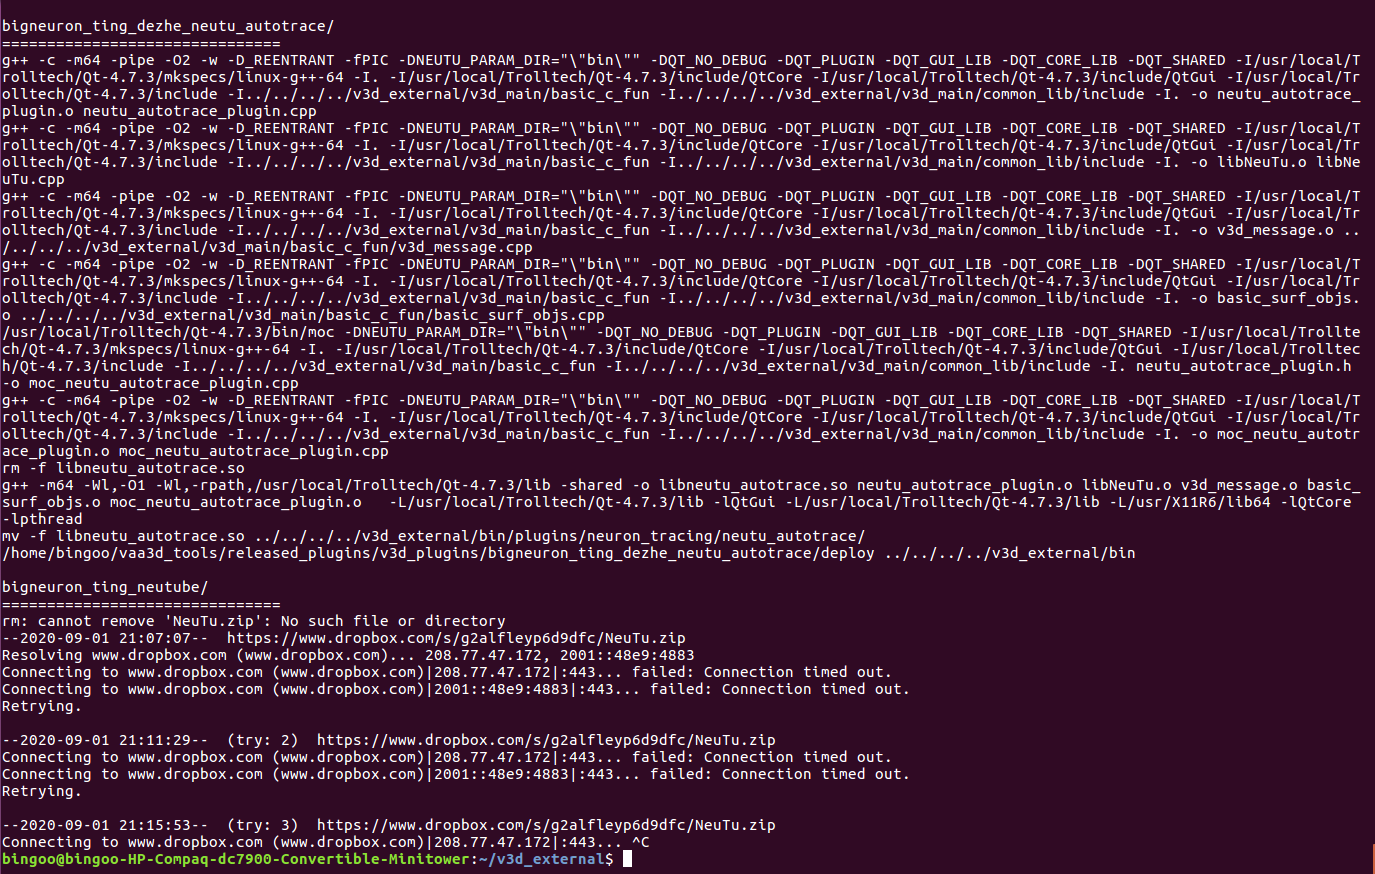 bigneuron_ting_dezhe_neutu_autotrace/
===============================
g++ -c -m64 -pipe -O2 -w -D_REENTRANT -fPIC -DNEUTU_PARAM_DIR="\"bin\"" -DQT_NO_DEBUG -DQT_PLUGIN -DQT_GUI_LIB -DQT_CORE_LIB -DQT_SHARED -I/usr/local/T
rolltech/Qt-4.7.3/mkspecs/linux-g++-64 -I. -I/usr/local/Trolltech/Qt-4.7.3/include/QtCore -I/usr/local/Trolltech/Qt-4.7.3/include/QtGui -I/usr/local/Tr
olltech/Qt-4.7.3/include -I../../../../v3d_external/v3d_main/basic_c_fun -I../../../../v3d_external/v3d_main/common_lib/include -I. -o neutu_autotrace_
plugin.o neutu_autotrace_plugin.cpp
g++ -c -m64 -pipe -O2 -w -D_REENTRANT -fPIC -DNEUTU_PARAM_DIR="\"bin\"" -DQT_NO_DEBUG -DQT_PLUGIN -DQT_GUI_LIB -DQT_CORE_LIB -DQT_SHARED -I/usr/local/T
rolltech/Qt-4.7.3/mkspecs/linux-g++-64 -I. -I/usr/local/Trolltech/Qt-4.7.3/include/QtCore -I/usr/local/Trolltech/Qt-4.7.3/include/QtGui -I/usr/local/Tr
olltech/Qt-4.7.3/include -I../../../../v3d_external/v3d_main/basic_c_fun -I../../../../v3d_external/v3d_main/common_lib/include -I. -o libNeuTu.o libNe
uTu.cpp
g++ -c -m64 -pipe -O2 -w -D_REENTRANT -fPIC -DNEUTU_PARAM_DIR="\"bin\"" -DQT_NO_DEBUG -DQT_PLUGIN -DQT_GUI_LIB -DQT_CORE_LIB -DQT_SHARED -I/usr/local/T
rolltech/Qt-4.7.3/mkspecs/linux-g++-64 -I. -I/usr/local/Trolltech/Qt-4.7.3/include/QtCore -I/usr/local/Trolltech/Qt-4.7.3/include/QtGui -I/usr/local/Tr
olltech/Qt-4.7.3/include -I../../../../v3d_external/v3d_main/basic_c_fun -I../../../../v3d_external/v3d_main/common_lib/include -I. -o v3d_message.o ..
/../../../v3d_external/v3d_main/basic_c_fun/v3d_message.cpp
g++ -c -m64 -pipe -O2 -w -D_REENTRANT -fPIC -DNEUTU_PARAM_DIR="\"bin\"" -DQT_NO_DEBUG -DQT_PLUGIN -DQT_GUI_LIB -DQT_CORE_LIB -DQT_SHARED -I/usr/local/T
rolltech/Qt-4.7.3/mkspecs/linux-g++-64 -I. -I/usr/local/Trolltech/Qt-4.7.3/include/QtCore -I/usr/local/Trolltech/Qt-4.7.3/include/QtGui -I/usr/local/Tr
olltech/Qt-4.7.3/include -I../../../../v3d_external/v3d_main/basic_c_fun -I../../../../v3d_external/v3d_main/common_lib/include -I. -o basic_surf_objs.
o ../../../../v3d_external/v3d_main/basic_c_fun/basic_surf_objs.cpp
/usr/local/Trolltech/Qt-4.7.3/bin/moc -DNEUTU_PARAM_DIR="\"bin\"" -DQT_NO_DEBUG -DQT_PLUGIN -DQT_GUI_LIB -DQT_CORE_LIB -DQT_SHARED -I/usr/local/Trollte
ch/Qt-4.7.3/mkspecs/linux-g++-64 -I. -I/usr/local/Trolltech/Qt-4.7.3/include/QtCore -I/usr/local/Trolltech/Qt-4.7.3/include/QtGui -I/usr/local/Trolltec
h/Qt-4.7.3/include -I../../../../v3d_external/v3d_main/basic_c_fun -I../../../../v3d_external/v3d_main/common_lib/include -I. neutu_autotrace_plugin.h
-o moc_neutu_autotrace_plugin.cpp
g++ -c -m64 -pipe -O2 -w -D_REENTRANT -fPIC -DNEUTU_PARAM_DIR="\"bin\"" -DQT_NO_DEBUG -DQT_PLUGIN -DQT_GUI_LIB -DQT_CORE_LIB -DQT_SHARED -I/usr/local/T
rolltech/Qt-4.7.3/mkspecs/linux-g++-64 -I. -I/usr/local/Trolltech/Qt-4.7.3/include/QtCore -I/usr/local/Trolltech/Qt-4.7.3/include/QtGui -I/usr/local/Tr
olltech/Qt-4.7.3/include -I../../../../v3d_external/v3d_main/basic_c_fun -I../../../../v3d_external/v3d_main/common_lib/include -I. -o moc_neutu_autotr
ace_plugin.o moc_neutu_autotrace_plugin.cpp
rm -f libneutu_autotrace.so
g++ -m64 -Wl,-O1 -Wl,-rpath,/usr/local/Trolltech/Qt-4.7.3/lib -shared -o libneutu_autotrace.so neutu_autotrace_plugin.o libNeuTu.o v3d_message.o basic_
surf_objs.o moc_neutu_autotrace_plugin.o   -L/usr/local/Trolltech/Qt-4.7.3/lib -lQtGui -L/usr/local/Trolltech/Qt-4.7.3/lib -L/usr/X11R6/lib64 -lQtCore
-lpthread
mv -f libneutu_autotrace.so ../../../../v3d_external/bin/plugins/neuron_tracing/neutu_autotrace/
/home/bingoo/vaa3d_tools/released_plugins/v3d_plugins/bigneuron_ting_dezhe_neutu_autotrace/deploy ../../../../v3d_external/bin
bigneuron_ting_neutube/
===============================
rm: cannot remove 'NeuTu.zip': No such file or directory
--2020-09-01 21:07:07--  https://www.dropbox.com/s/g2alfleyp6d9dfc/NeuTu.zip
Resolving www.dropbox.com (www.dropbox.com)... 208.77.47.172, 2001::48e9:4883
Connecting to www.dropbox.com (www.dropbox.com)|208.77.47.172|:443... failed: Connection timed out.
Connecting to www.dropbox.com (www.dropbox.com)|2001::48e9:4883|:443... failed: Connection timed out.
Retrying.
--2020-09-01 21:11:29--  (try: 2)  https://www.dropbox.com/s/g2alfleyp6d9dfc/NeuTu.zip
Connecting to www.dropbox.com (www.dropbox.com)|208.77.47.172|:443... failed: Connection timed out.
Connecting to www.dropbox.com (www.dropbox.com)|2001::48e9:4883|:443... failed: Connection timed out.
Retrying.
--2020-09-01 21:15:53--  (try: 3)  https://www.dropbox.com/s/g2alfleyp6d9dfc/NeuTu.zip
Connecting to www.dropbox.com (www.dropbox.com)|208.77.47.172|:443... ^C
bingoo@bingoo-HP-Compaq-dc7900-Convertible-Minitower:~/v3d_external$